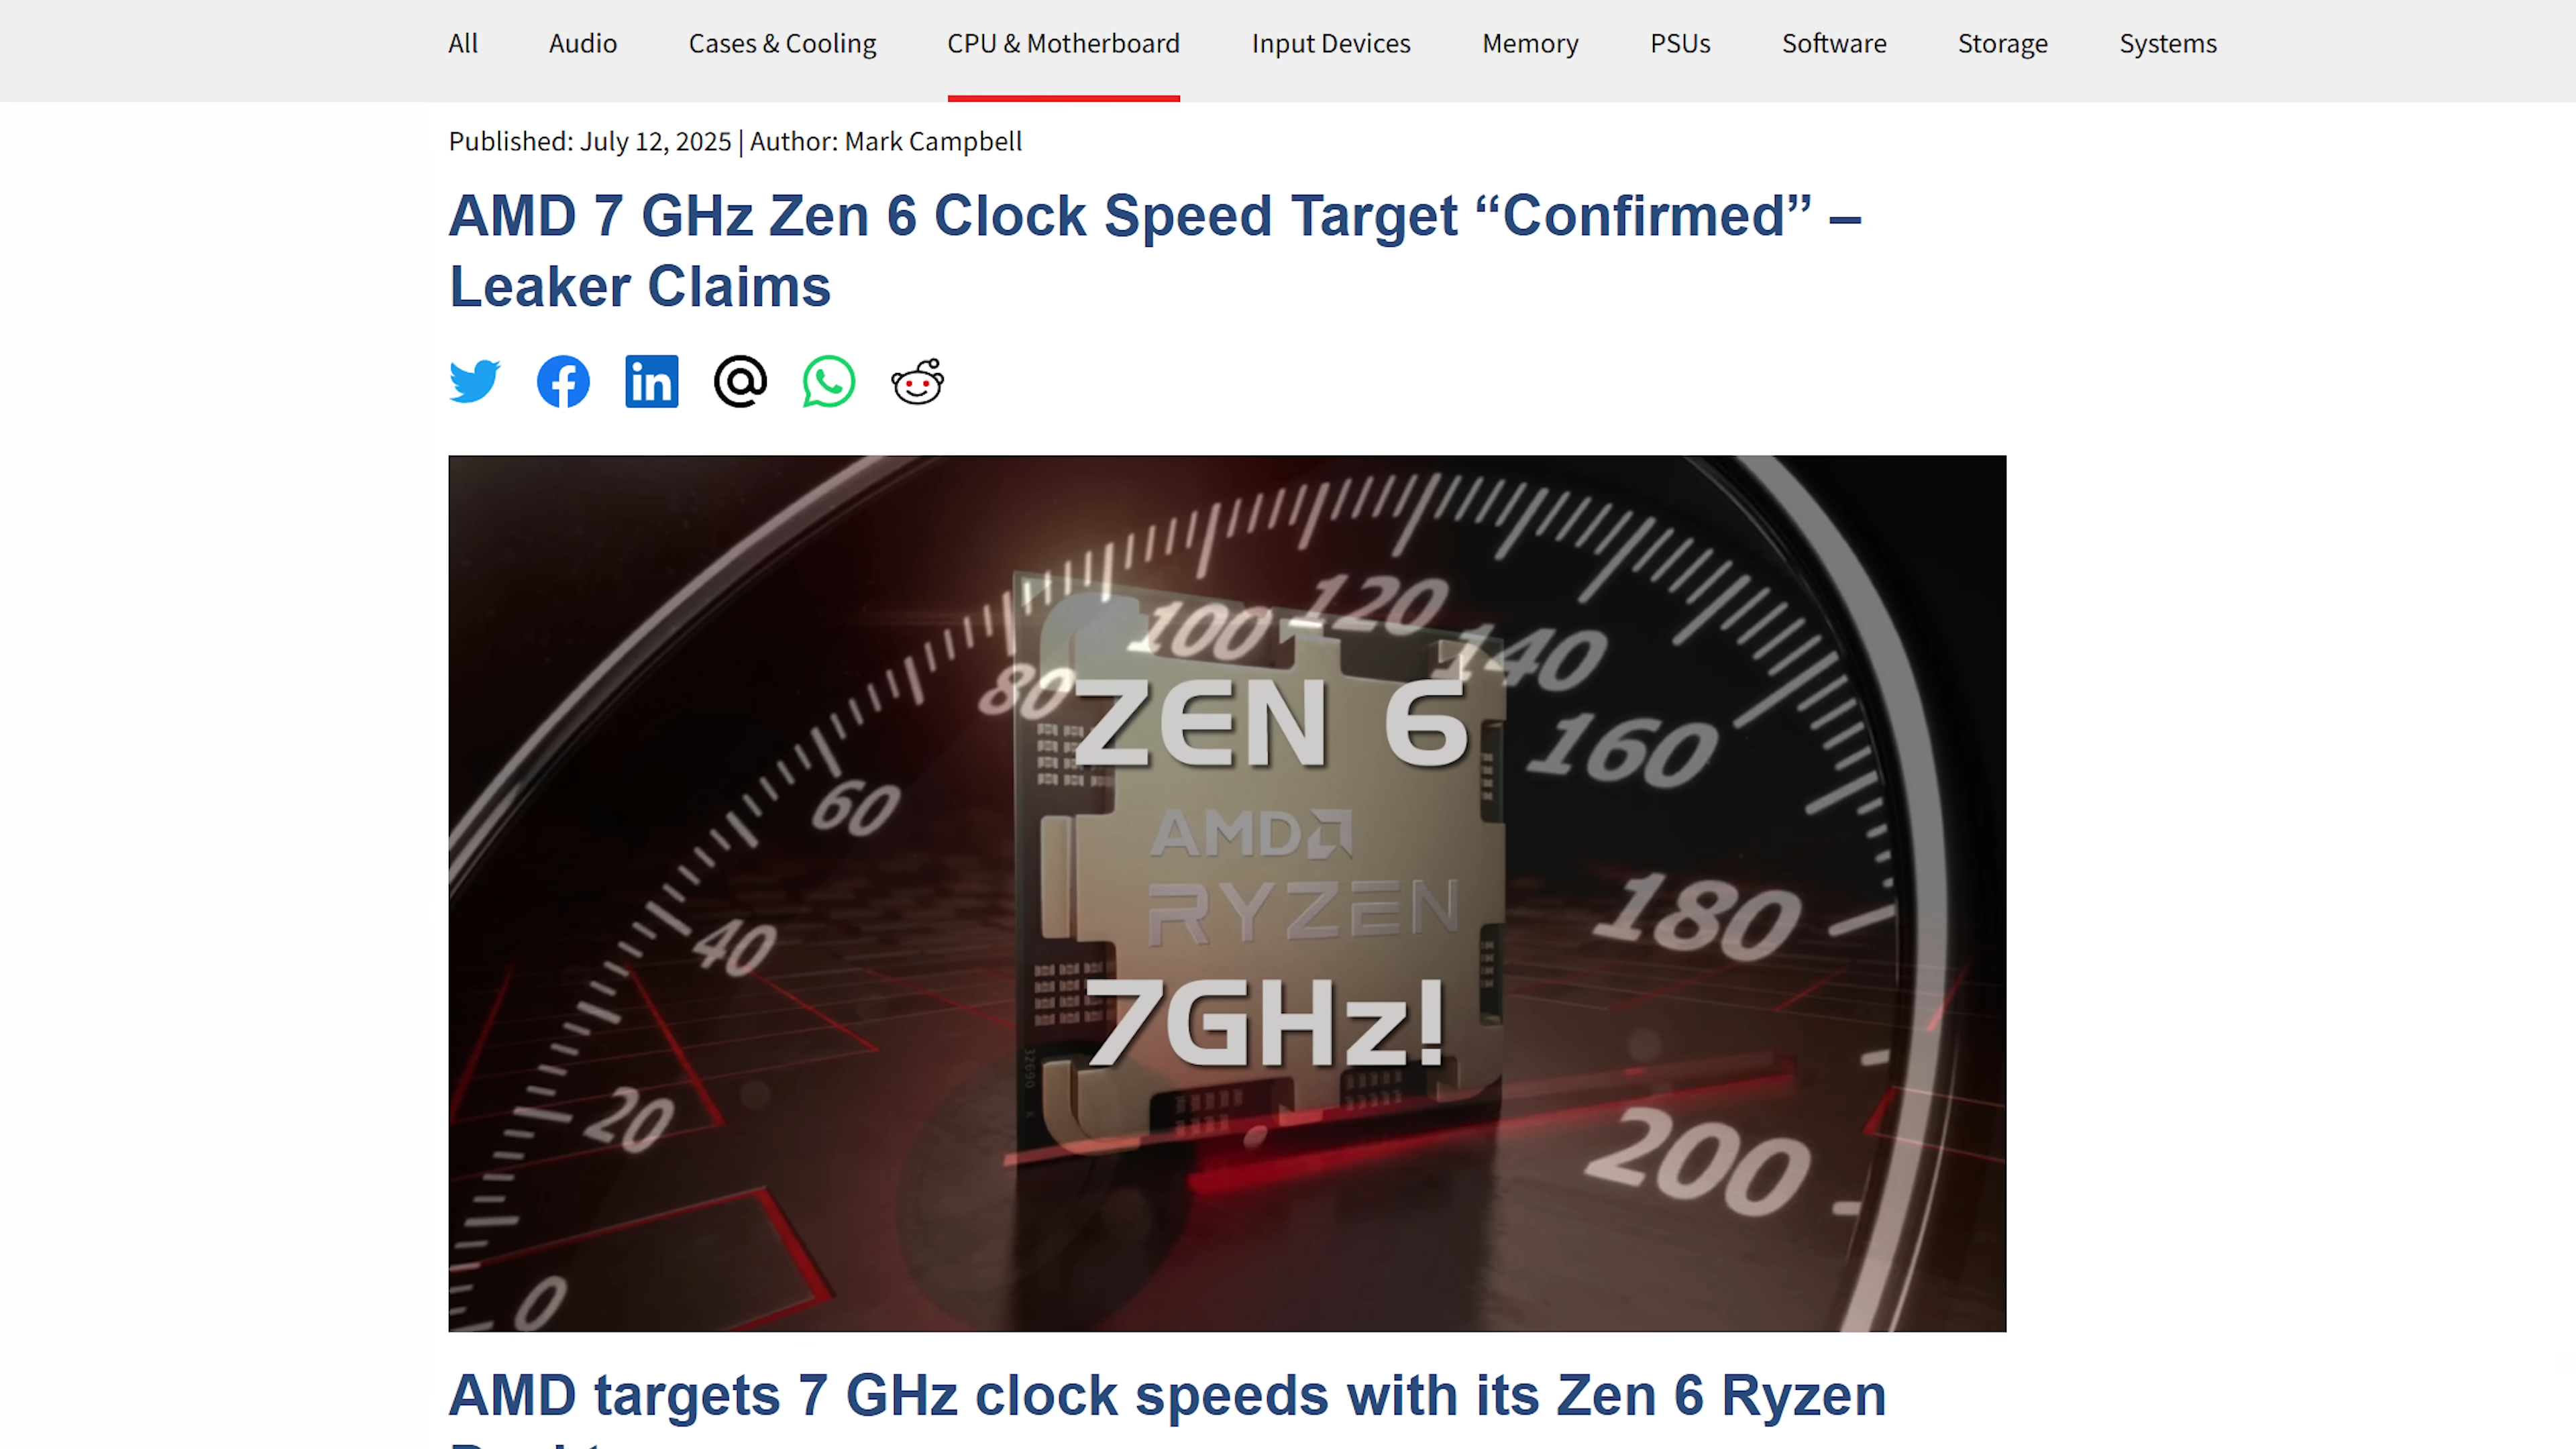 All Audio Cases & Cooling CPU & Motherboard Input Devices Memory PSUs Software Storage Systems
Published: July 12, 2025 | Author: Mark Campbell
AMD 7 GHz Zen 6 Clock Speed Target “Confirmed” –
Leaker Claims
in
0 20 40 60 80 100 120 140 160 180 200
ZEN 6
AMD
RYZEN
7GHz!
AMD targets 7 GHz clock speeds with its Zen 6 Ryzen